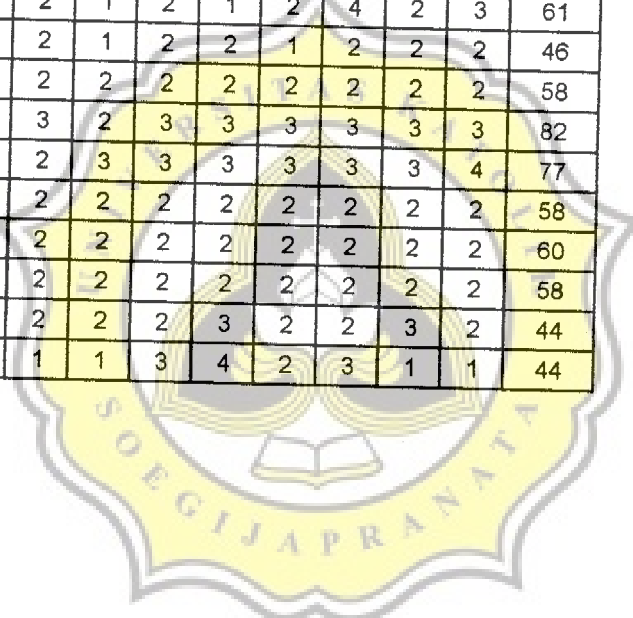 2 1 2 1 2 4 2 3 61
2 1 2 2 1 2 2 2 46
2 2 2 2 2 2 2 2 58
3 2 3 3 3 3 3 3 82
2 3 3 3 3 3 3 4 77
2 2 2 2 2 2 2 2 58
2 2 2 2 2 2 2 2 60
2 2 2 2 2 2 2 2 58
2 2 2 3 2 2 3 2 44
1 1 3 4 2 3 1 1 44
UNIVERSITAS KATOLIK
SOEGIJAPRANATA